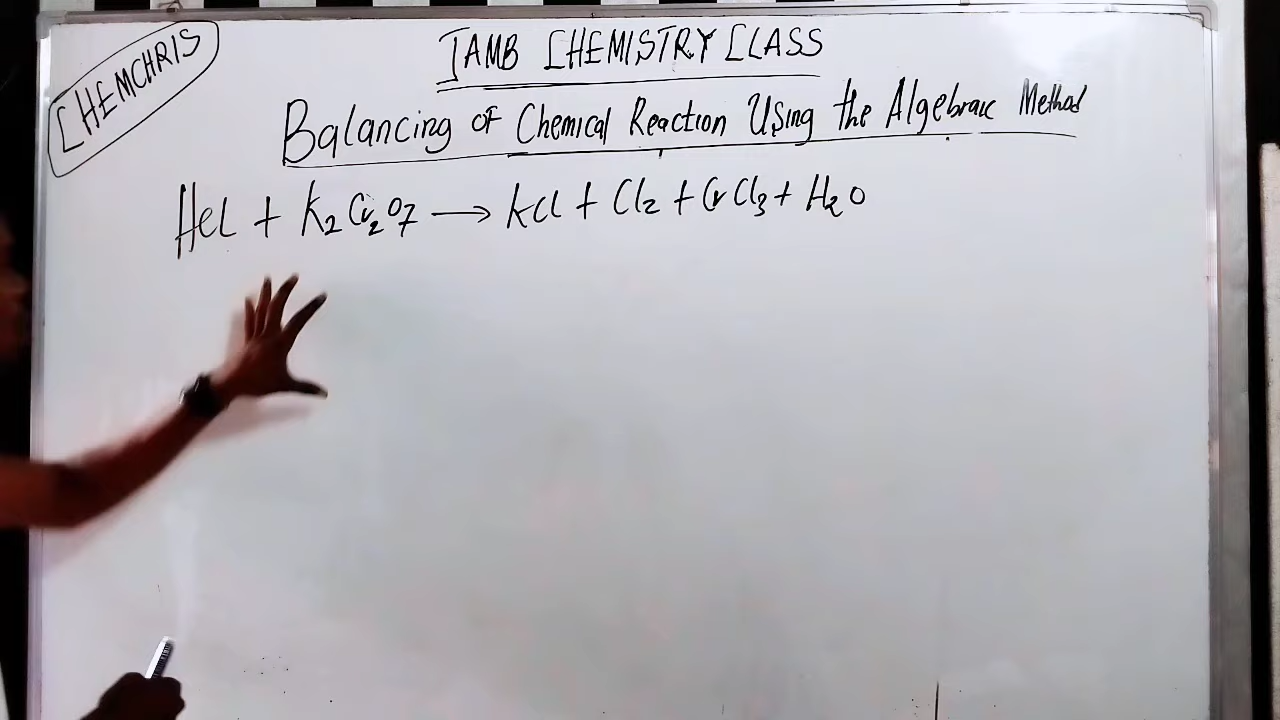 CHEMCHRIS
JAMB CHEMISTRY CLASS
Balancing of Chemical Reaction Using the Algebraic Method
HCl + K₂Cr₂O₇ → KCl + Cl₂ + CrCl₃ + H₂O